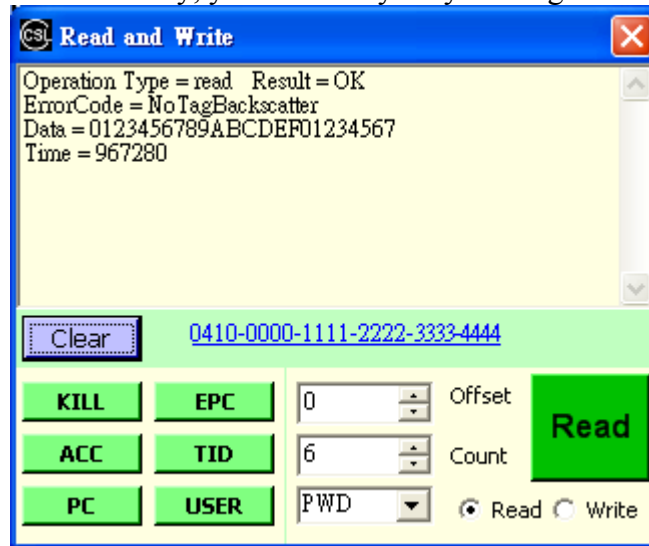 CSL Read and Write
Operation Type = read Result = OK
ErrorCode = NoTagBackscatter
Data = 0123456789ABCDEF01234567
Time = 967280
Clear 0410-0000-1111-2222-3333-4444
KILL EPC 0 Offset
Read
ACC TID 6 Count
PC USER PWD Read Write